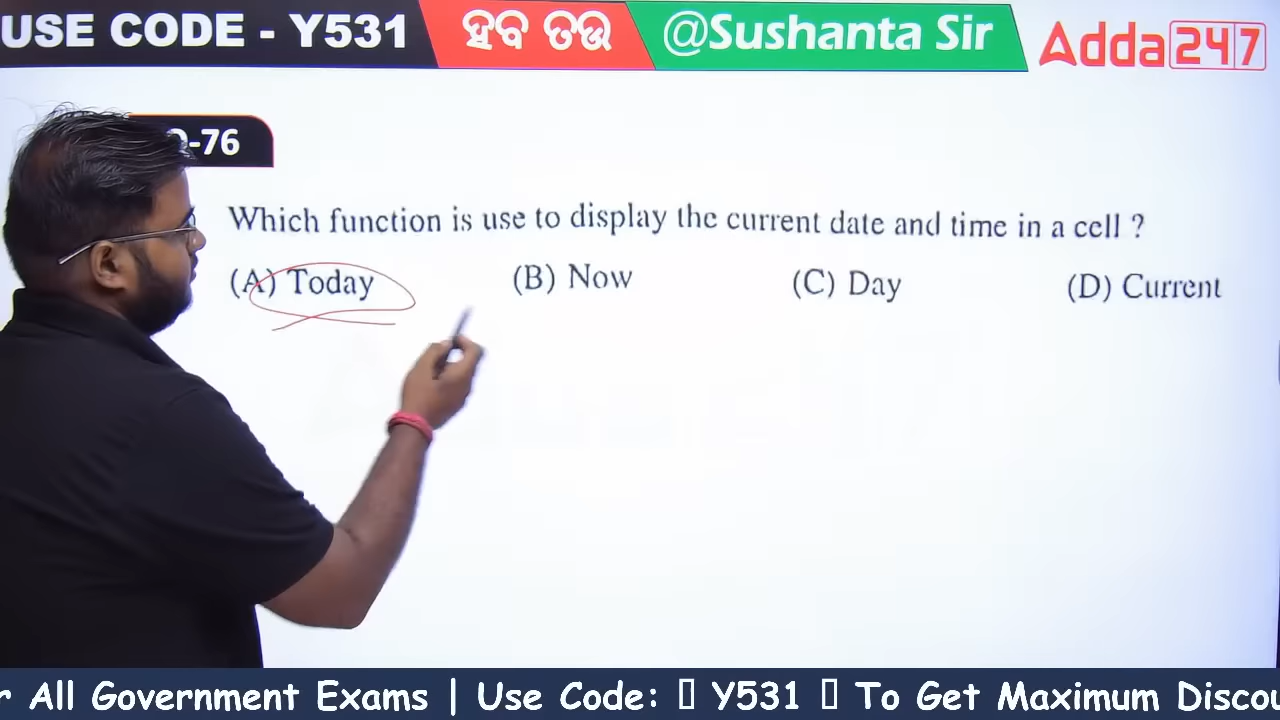 USE CODE - Y531
ହବ ତଉ
@Sushanta Sir
Adda247
-76
Which function is use to display the current date and time in a cell ?
(A) Today (B) Now (C) Day (D) Current
r All Government Exams | Use Code: Y531 To Get Maximum Discou